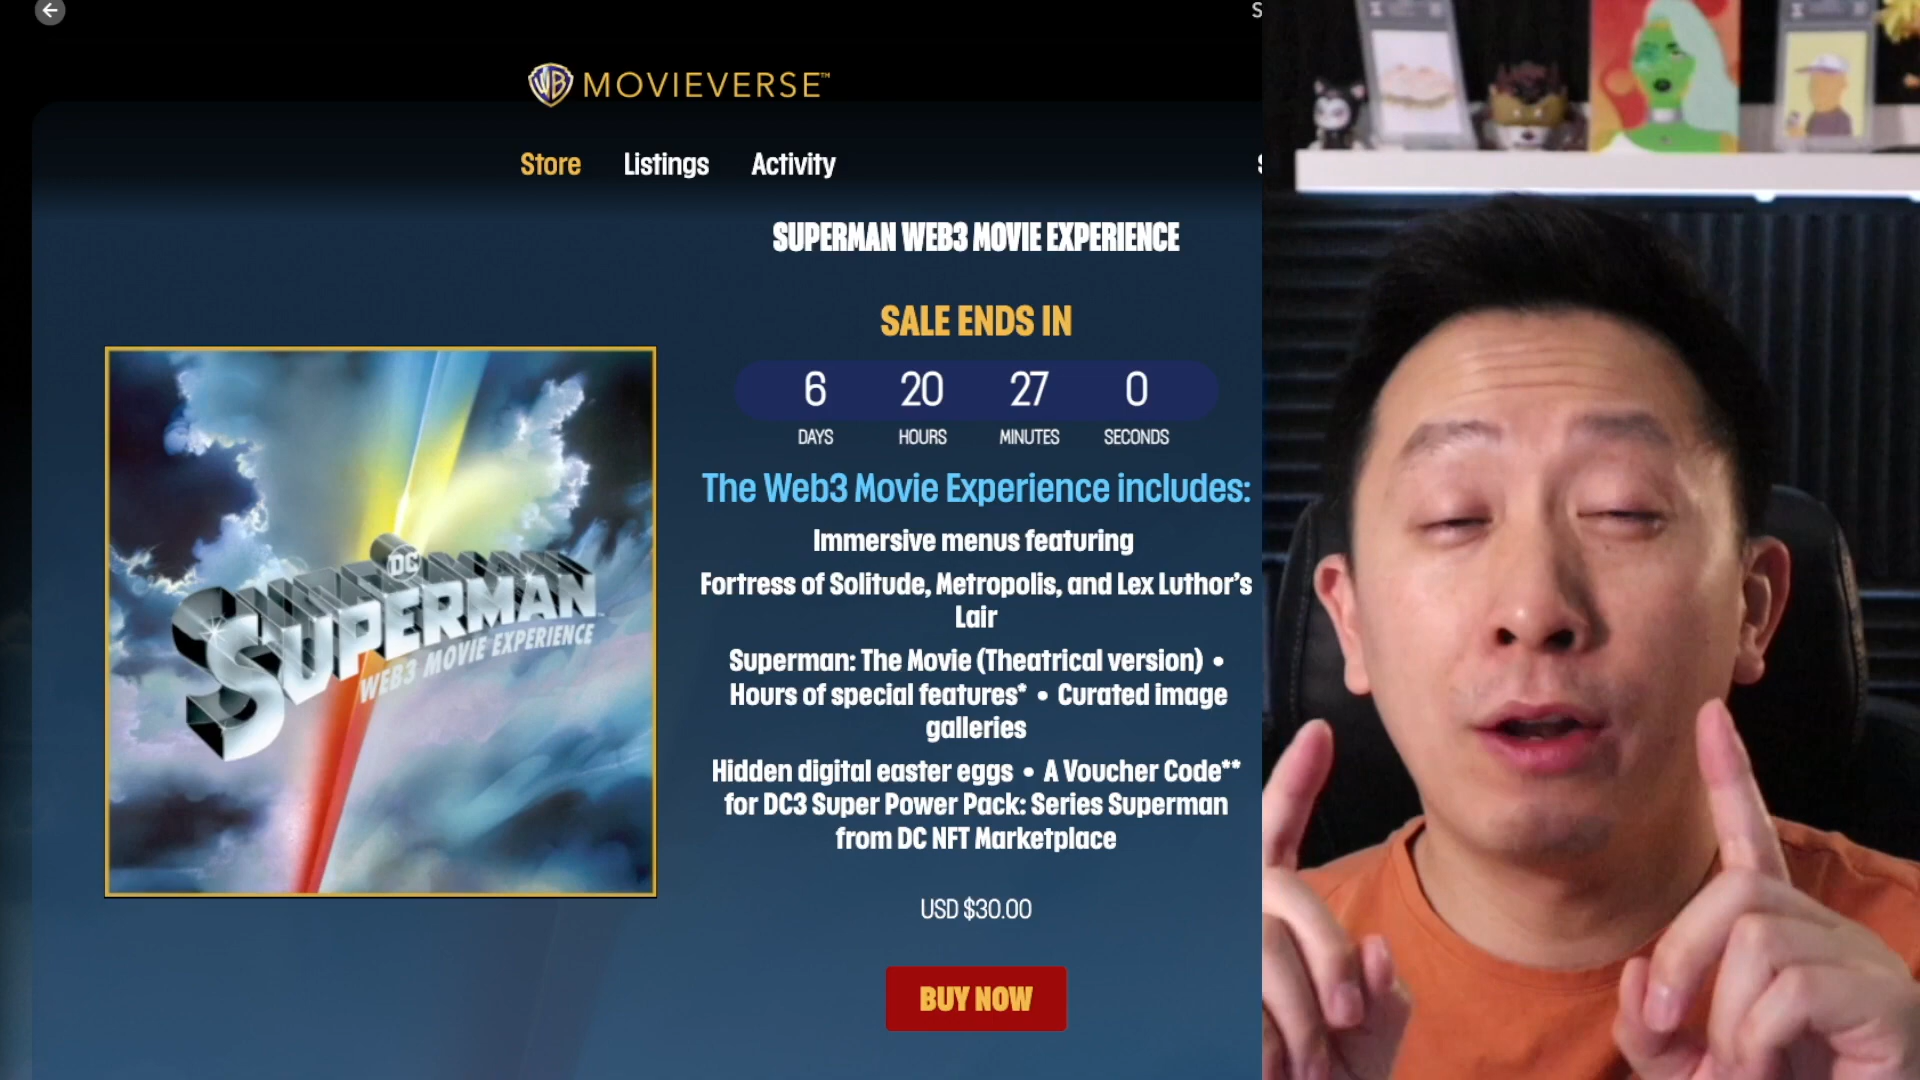 S
WB MOVIEVERSE™
Store Listings Activity
SUPERMAN WEB3 MOVIE EXPERIENCE
SALE ENDS IN
6 20 27 0
DAYS HOURS MINUTES SECONDS
The Web3 Movie Experience includes:
Immersive menus featuring
Fortress of Solitude, Metropolis, and Lex Luthor's
Lair
Superman: The Movie (Theatrical version) •
Hours of special features* • Curated image
galleries
Hidden digital easter eggs • A Voucher Code**
for DC3 Super Power Pack: Series Superman
from DC NFT Marketplace
USD $30.00
BUY NOW
DC
SUPERMAN
WEB3 MOVIE EXPERIENCE